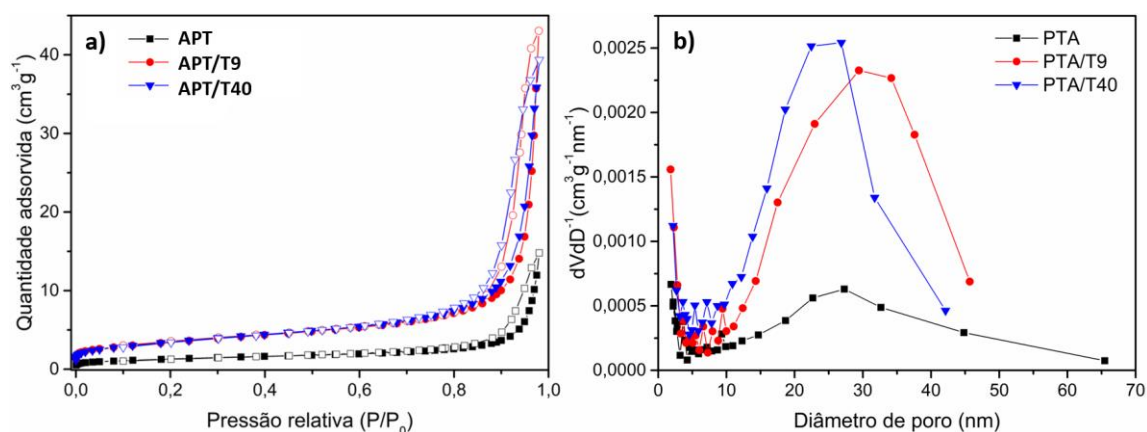 a)
APT
APT/T9
APT/T40
Quantidade adsorvida (cm³g⁻¹)
40
30
20
10
0
0,0 0,2 0,4 0,6 0,8 1,0
Pressão relativa (P/P₀)
b)
PTA
PTA/T9
PTA/T40
dVdD⁻¹(cm³g⁻¹nm⁻¹)
0,0025
0,0020
0,0015
0,0010
0,0005
0,0000
0 10 20 30 40 50 60 70
Diâmetro de poro (nm)